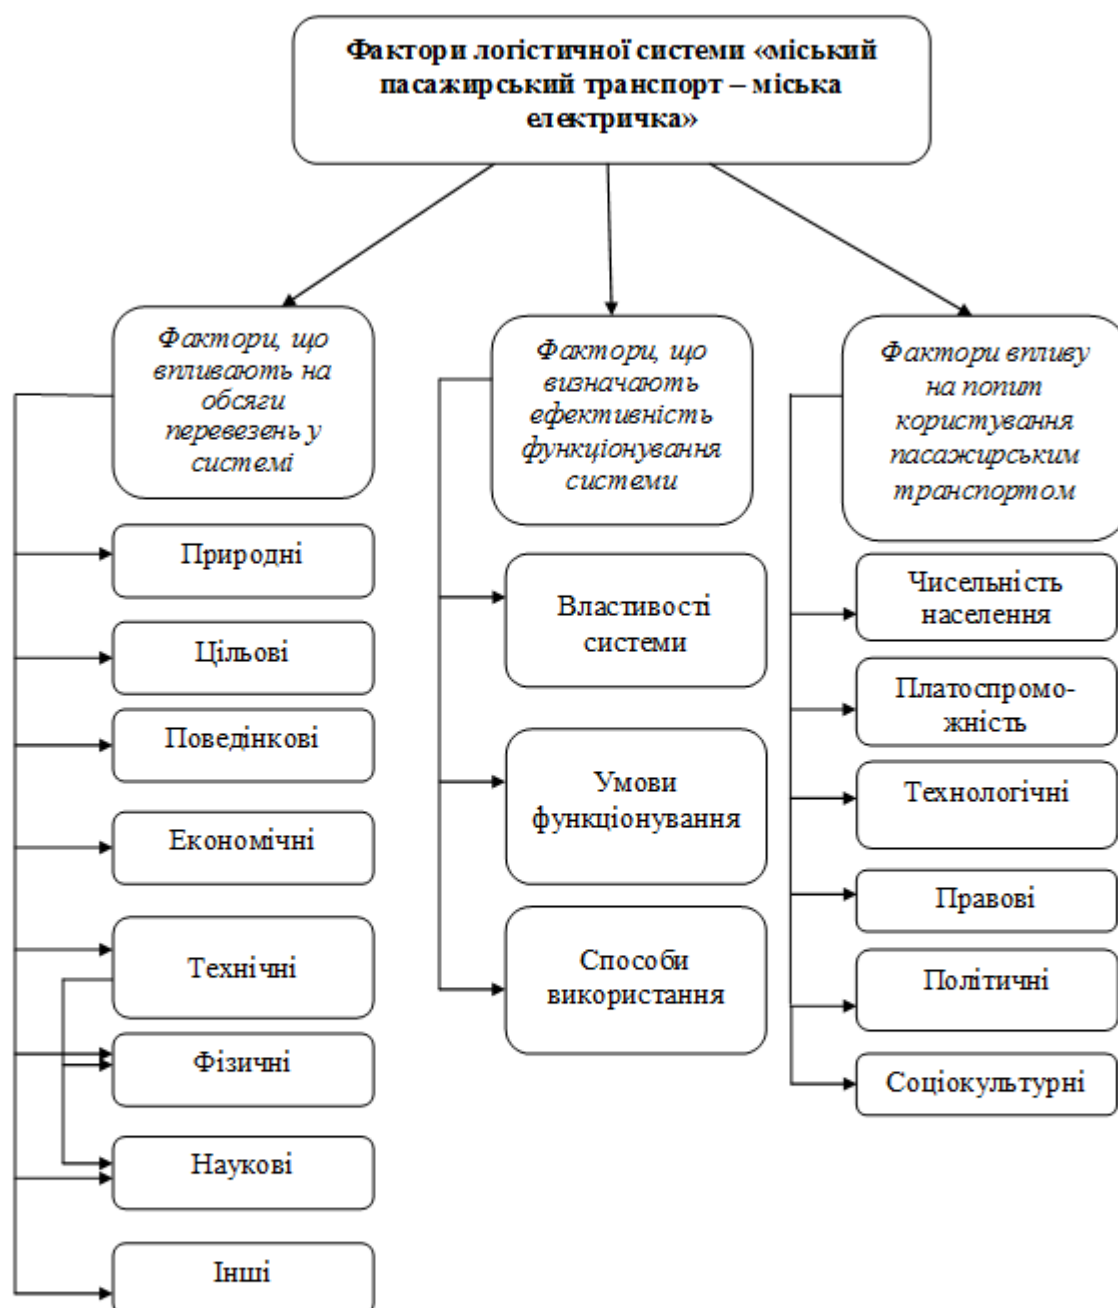 Фактори логістичної системи «міський
пасажирський транспорт – міська
електричка»
Фактори, що
впливають на
обсяги
перевезень у
системі
Природні
Цільові
Поведінкові
Економічні
Технічні
Фізичні
Наукові
Інші
Фактори, що
визначають
ефективність
функціонування
системи
Властивості
системи
Умови
функціонування
Способи
використання
Фактори впливу
на попит
користування
пасажирським
транспортом
Чисельність
населення
Платоспромо-
жність
Технологічні
Правові
Політичні
Соціокультурні